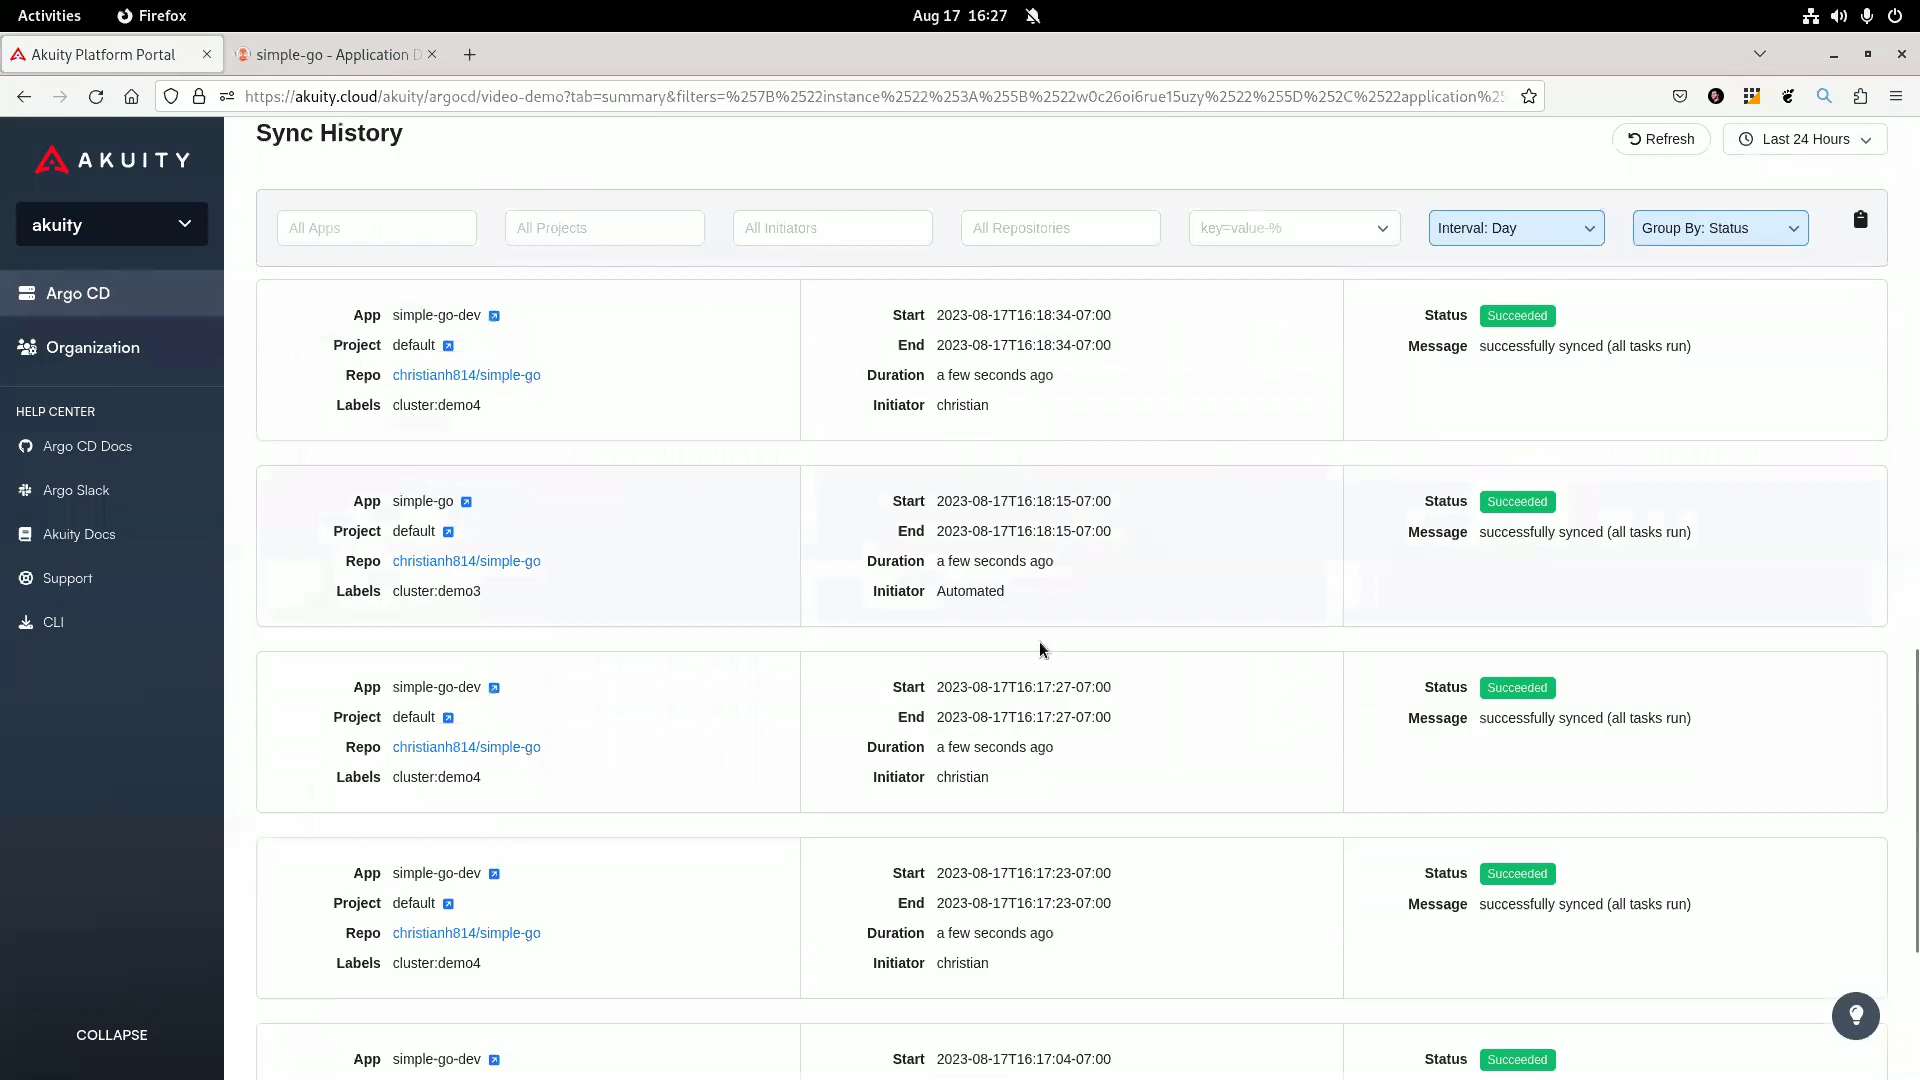 Activities Firefox Aug 17 16:27
Akuity Platform Portal simple-go - Application D
https://akuity.cloud/akuity/argocd/video-demo?tab=summary&filters=%257B%2522instance%2522%253A%255B%2522w0c26oi6rue15uzy%2522%255D%252C%2522application%2
AKUITY
akuity
Argo CD
Organization
HELP CENTER
Argo CD Docs
Argo Slack
Akuity Docs
Support
CLI
COLLAPSE
Sync History
Refresh Last 24 Hours
All Apps All Projects All Initiators All Repositories key=value-% Interval: Day Group By: Status
App simple-go-dev Start 2023-08-17T16:18:34-07:00 Status Succeeded
Project default End 2023-08-17T16:18:34-07:00 Message successfully synced (all tasks run)
Repo christianh814/simple-go Duration a few seconds ago
Labels cluster:demo4 Initiator christian
App simple-go Start 2023-08-17T16:18:15-07:00 Status Succeeded
Project default End 2023-08-17T16:18:15-07:00 Message successfully synced (all tasks run)
Repo christianh814/simple-go Duration a few seconds ago
Labels cluster:demo3 Initiator Automated
App simple-go-dev Start 2023-08-17T16:17:27-07:00 Status Succeeded
Project default End 2023-08-17T16:17:27-07:00 Message successfully synced (all tasks run)
Repo christianh814/simple-go Duration a few seconds ago
Labels cluster:demo4 Initiator christian
App simple-go-dev Start 2023-08-17T16:17:23-07:00 Status Succeeded
Project default End 2023-08-17T16:17:23-07:00 Message successfully synced (all tasks run)
Repo christianh814/simple-go Duration a few seconds ago
Labels cluster:demo4 Initiator christian
App simple-go-dev Start 2023-08-17T16:17:04-07:00 Status Succeeded